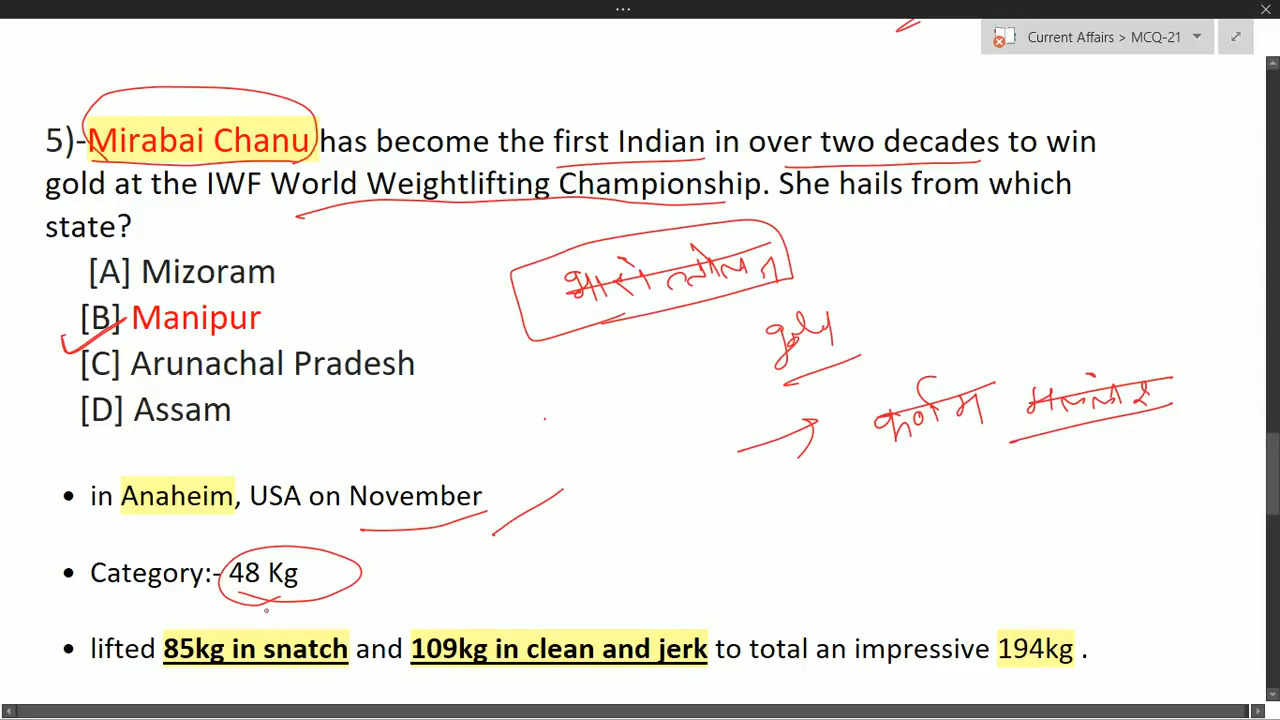 ...
Current Affairs > MCQ-21
5)-Mirabai Chanu has become the first Indian in over two decades to win
gold at the IWF World Weightlifting Championship. She hails from which
state?
[A] Mizoram
[B] Manipur
[C] Arunachal Pradesh
[D] Assam
भारोत्तोलन
gold
• in Anaheim, USA on November
• Category:- 48 Kg
• lifted 85kg in snatch and 109kg in clean and jerk to total an impressive 194kg .